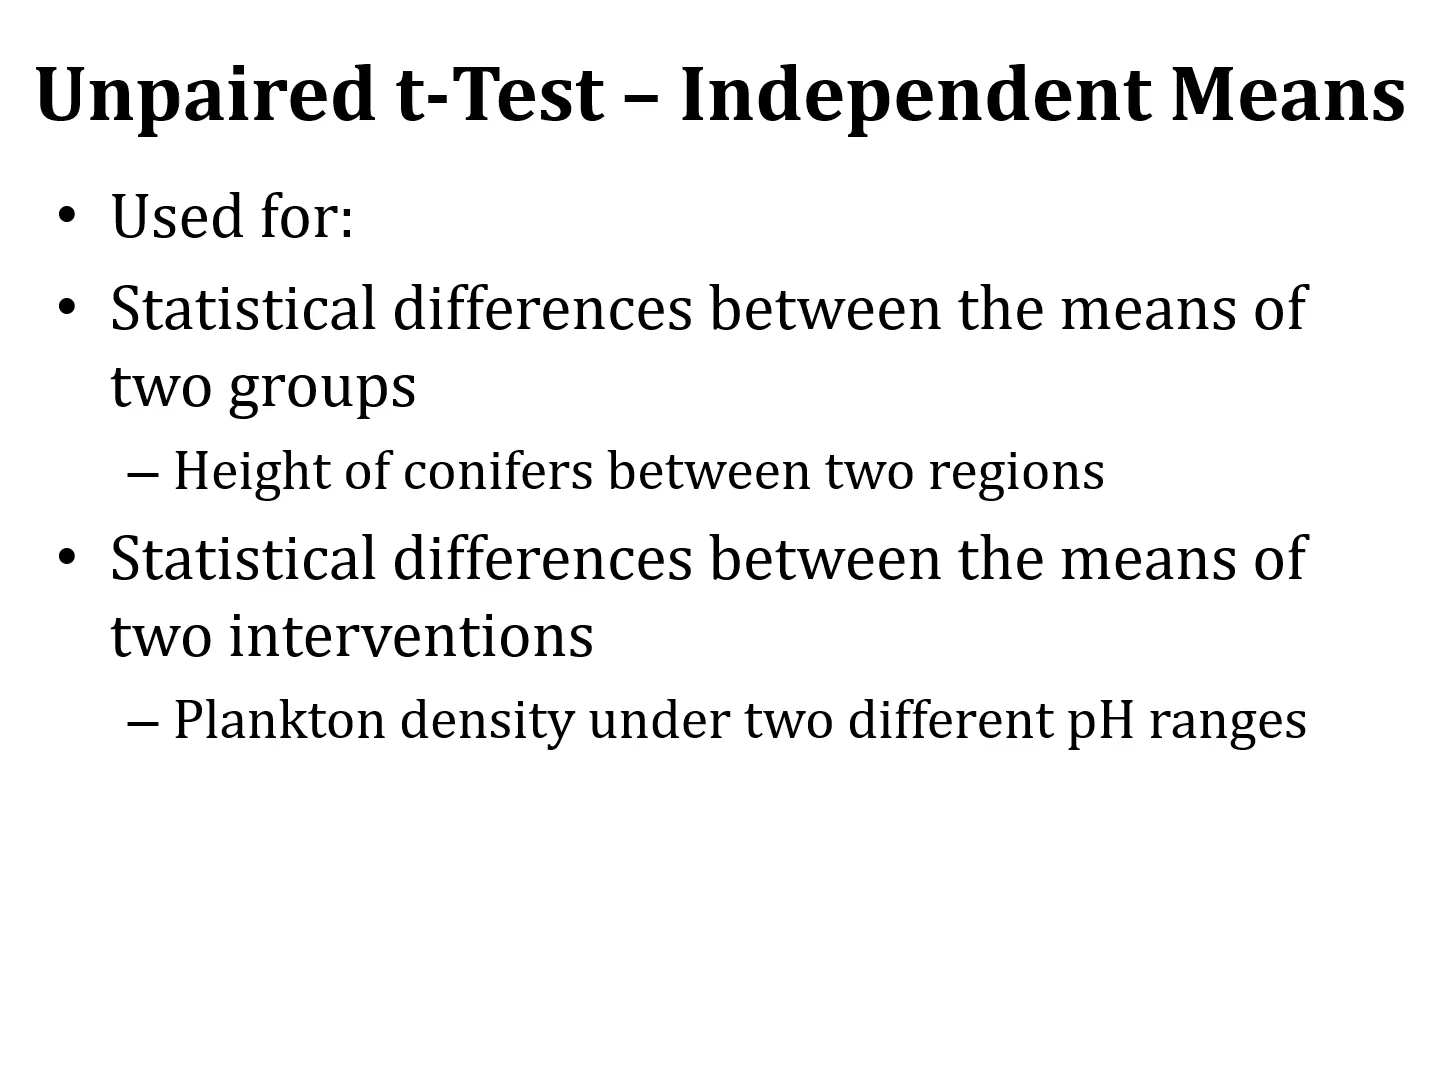 Unpaired t-Test – Independent Means
• Used for:
• Statistical differences between the means of
two groups
– Height of conifers between two regions
• Statistical differences between the means of
two interventions
– Plankton density under two different pH ranges